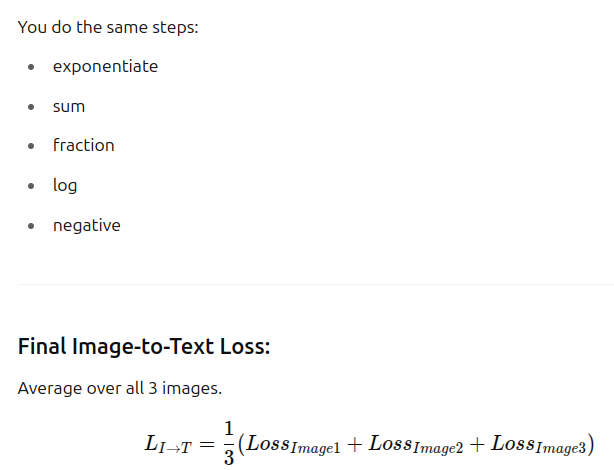 You do the same steps:
• exponentiate
• sum
• fraction
• log
• negative
Final Image-to-Text Loss:
Average over all 3 images.
L_{I→T} = \frac{1}{3}(Loss_{Image1} + Loss_{Image2} + Loss_{Image3})